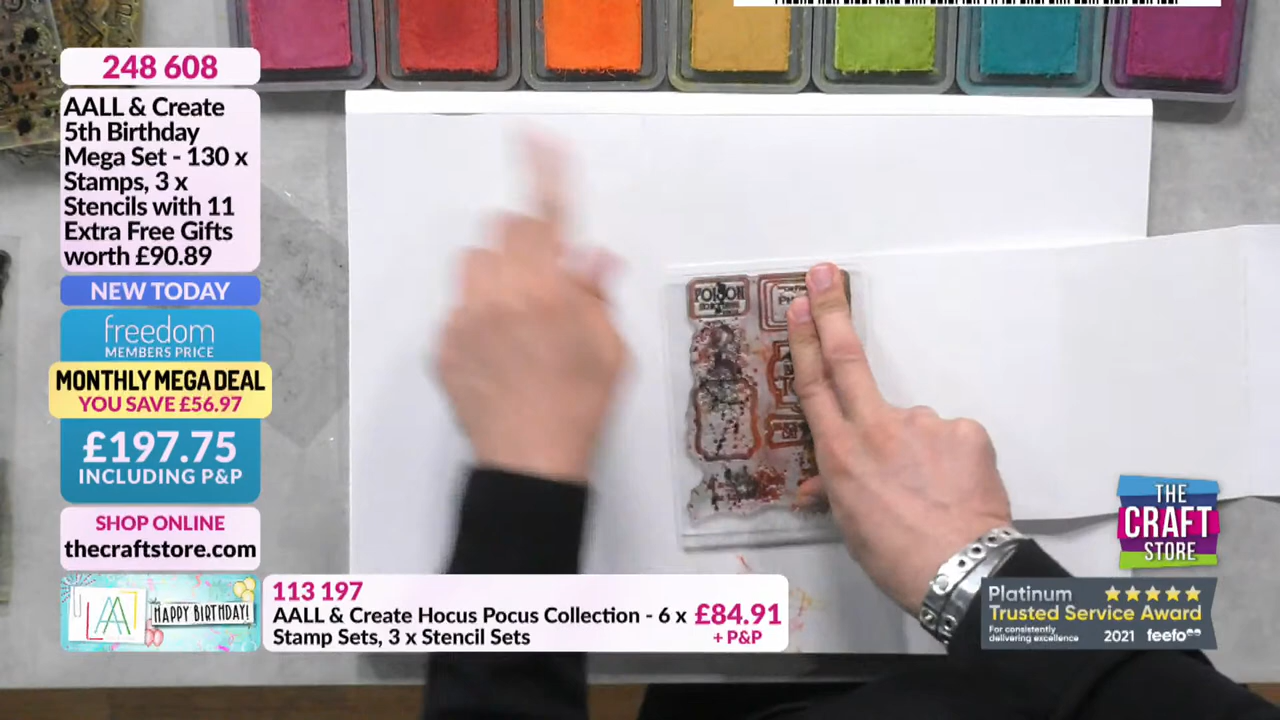 248 608
AALL & Create
5th Birthday
Mega Set - 130 x
Stamps, 3 x
Stencils with 11
Extra Free Gifts
worth £90.89
NEW TODAY
freedom
MEMBERS PRICE
MONTHLY MEGA DEAL
YOU SAVE £56.97
£197.75
INCLUDING P&P
SHOP ONLINE
thecraftstore.com
HAPPY BIRTHDAY!
113 197
AALL & Create Hocus Pocus Collection - 6 x
Stamp Sets, 3 x Stencil Sets
£84.91
+ P&P
POISON
THE
CRAFT
STORE
Platinum
Trusted Service Award
For consistently
delivering excellence
2021 feefo